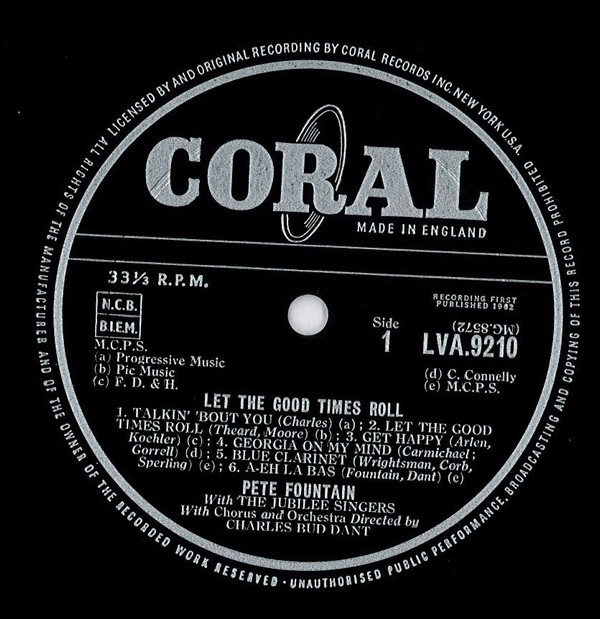 ALL RIGHTS OF THE MANUFACTURER AND OF THE OWNER OF THE RECORDED WORK RESERVED · UNAUTHORISED PUBLIC PERFORMANCE, BROADCASTING AND COPYING OF THIS RECORD PROHIBITED. ALL LICENSED BY AND ORIGINAL RECORDING BY CORAL RECORDS INC. NEW YORK U.S.A.
CORAL
MADE IN ENGLAND
33⅓ R.P.M.
N.C.B.
B.I.E.M.
M.C.P.S.
(a) Progressive Music
(b) Pic Music
(c) F. D. & H.
RECORDING FIRST
PUBLISHED 1962
(MG.8572)
Side
1
LVA.9210
(d) C. Connelly
(e) M.C.P.S.
LET THE GOOD TIMES ROLL
1. TALKIN' 'BOUT YOU (Charles) (a); 2. LET THE GOOD
TIMES ROLL (Theard, Moore) (b); 3. GET HAPPY (Arlen,
Koehler) (c); 4. GEORGIA ON MY MIND (Carmichael;
Gorrell) (d); 5. BLUE CLARINET (Wrightsman, Corb,
Sperling) (e); 6. A-EH LA BAS (Fountain, Dant) (e)
PETE FOUNTAIN
With THE JUBILEE SINGERS
With Chorus and Orchestra Directed by
CHARLES BUD DANT